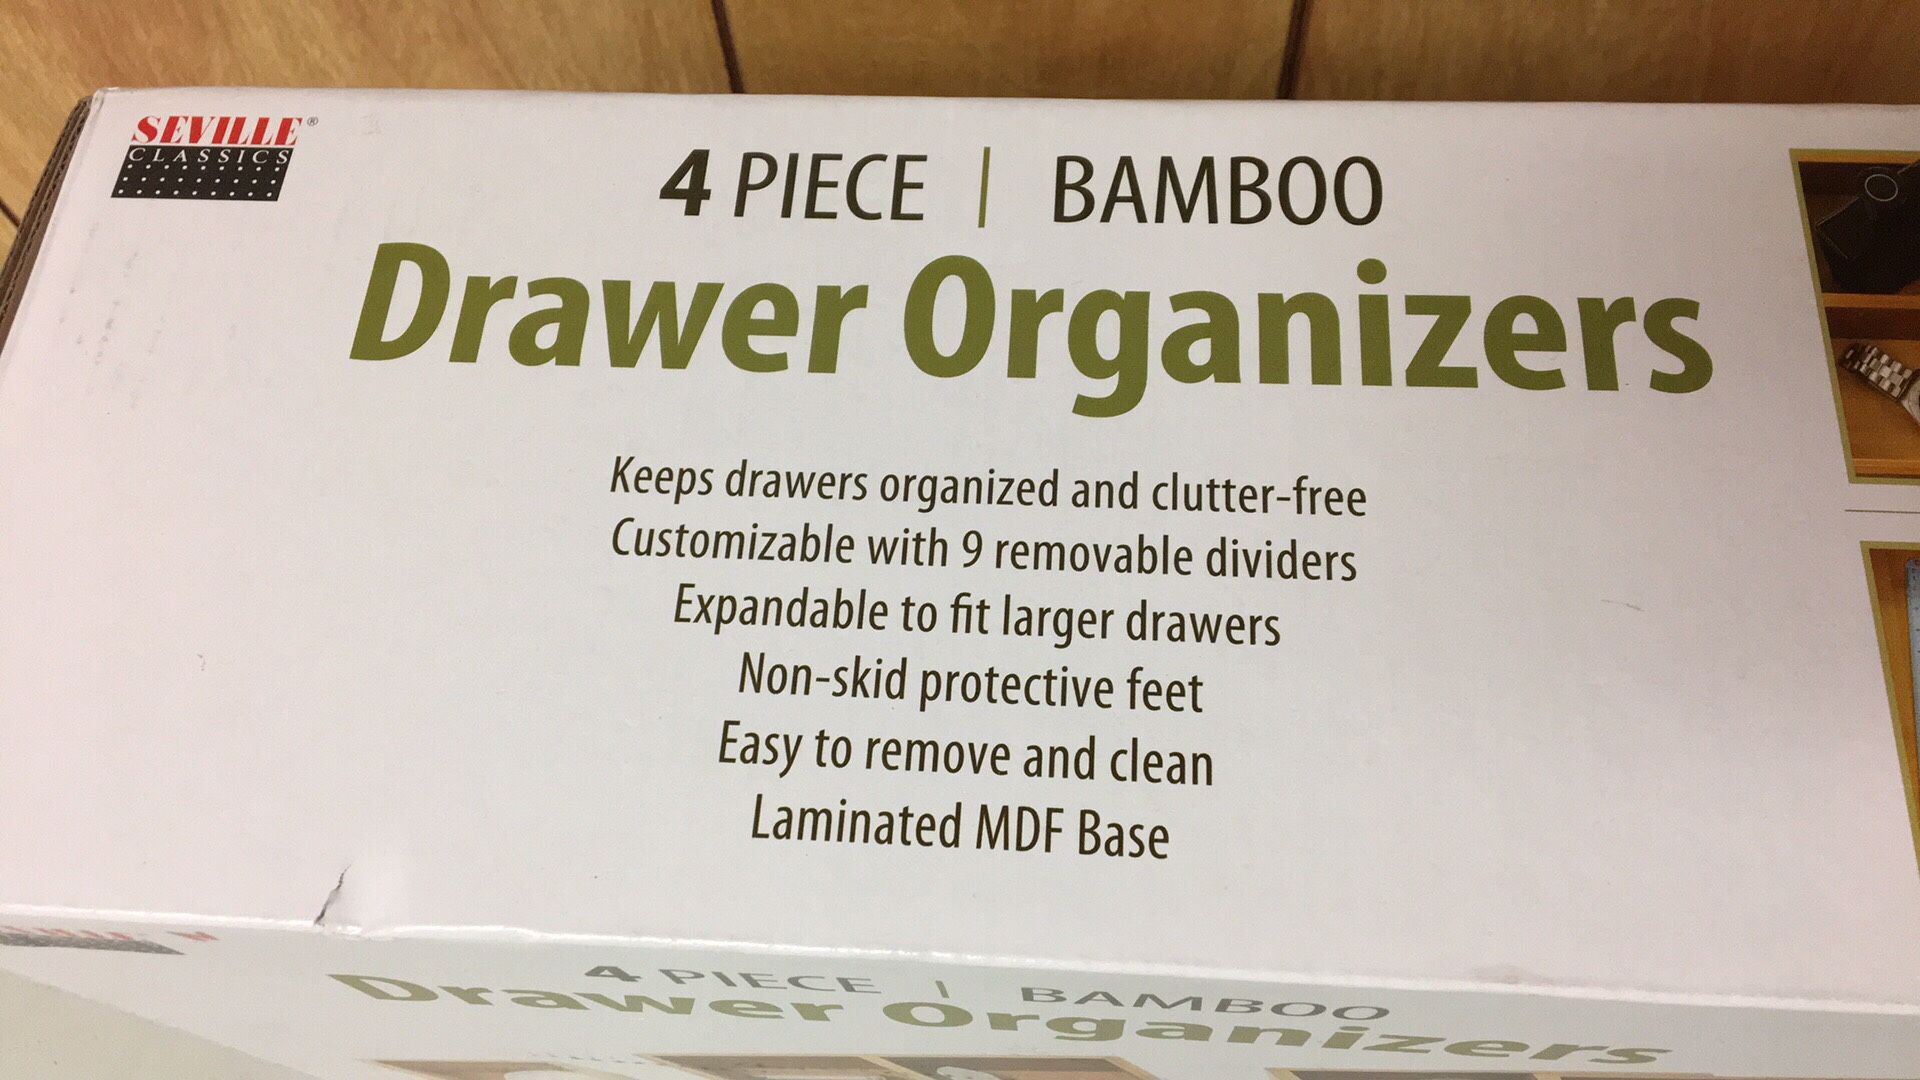 SEVILLE®
CLASSICS
4 PIECE | BAMBOO
Drawer Organizers
Keeps drawers organized and clutter-free
Customizable with 9 removable dividers
Expandable to fit larger drawers
Non-skid protective feet
Easy to remove and clean
Laminated MDF Base
4 PIECE | BAMBOO
Drawer Organizers